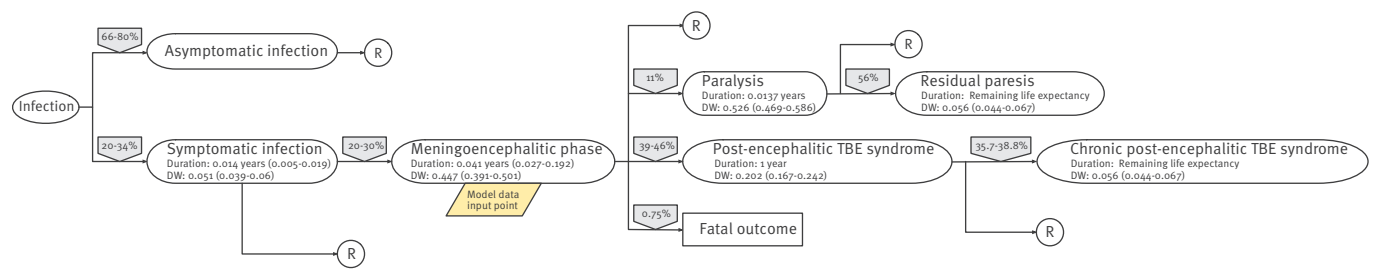 Infection
66-80%
Asymptomatic infection
R
20-34%
Symptomatic infection
Duration: 0.014 years (0.005-0.019)
DW: 0.051 (0.039-0.06)
R
20-30%
Meningoencephalitic phase
Duration: 0.041 years (0.027-0.192)
DW: 0.447 (0.391-0.501)
Model data
input point
R
11%
Paralysis
Duration: 0.0137 years
DW: 0.526 (0.469-0.586)
R
56%
Residual paresis
Duration: Remaining life expectancy
DW: 0.056 (0.044-0.067)
39-46%
Post-encephalitic TBE syndrome
Duration: 1 year
DW: 0.202 (0.167-0.242)
35.7-38.8%
Chronic post-encephalitic TBE syndrome
Duration: Remaining life expectancy
DW: 0.056 (0.044-0.067)
R
0.75%
Fatal outcome